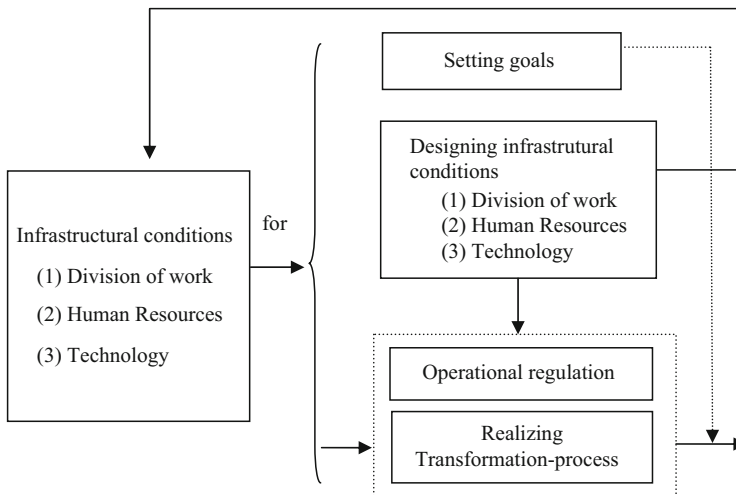 Infrastructural conditions
(1) Division of work
(2) Human Resources
(3) Technology
for
Setting goals
Designing infrastrutural
conditions
(1) Division of work
(2) Human Resources
(3) Technology
Operational regulation
Realizing
Transformation-process